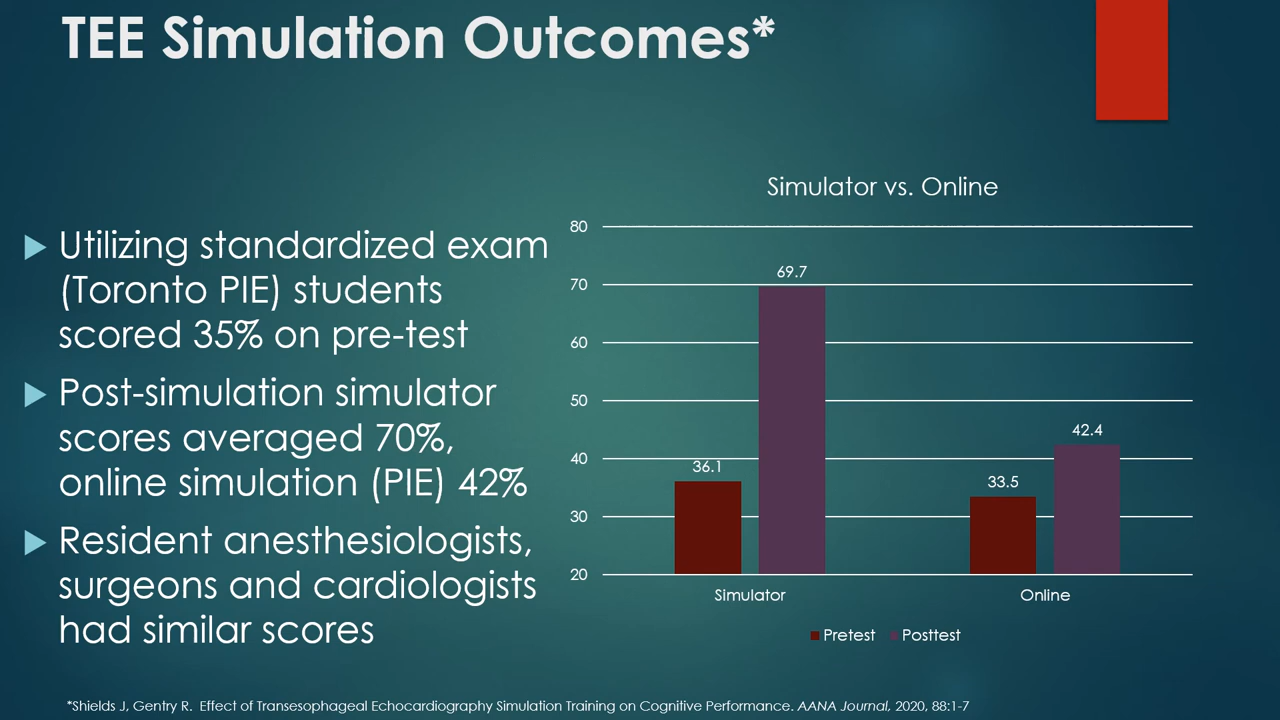 TEE Simulation Outcomes*
Utilizing standardized exam
(Toronto PIE) students
scored 35% on pre-test
Post-simulation simulator
scores averaged 70%,
online simulation (PIE) 42%
Resident anesthesiologists,
surgeons and cardiologists
had similar scores
Simulator vs. Online
80
70
60
50
40
30
20
36.1
69.7
33.5
42.4
Simulator
Online
Pretest
Posttest
*Shields J, Gentry R. Effect of Transesophageal Echocardiography Simulation Training on Cognitive Performance. AANA Journal, 2020, 88:1-7